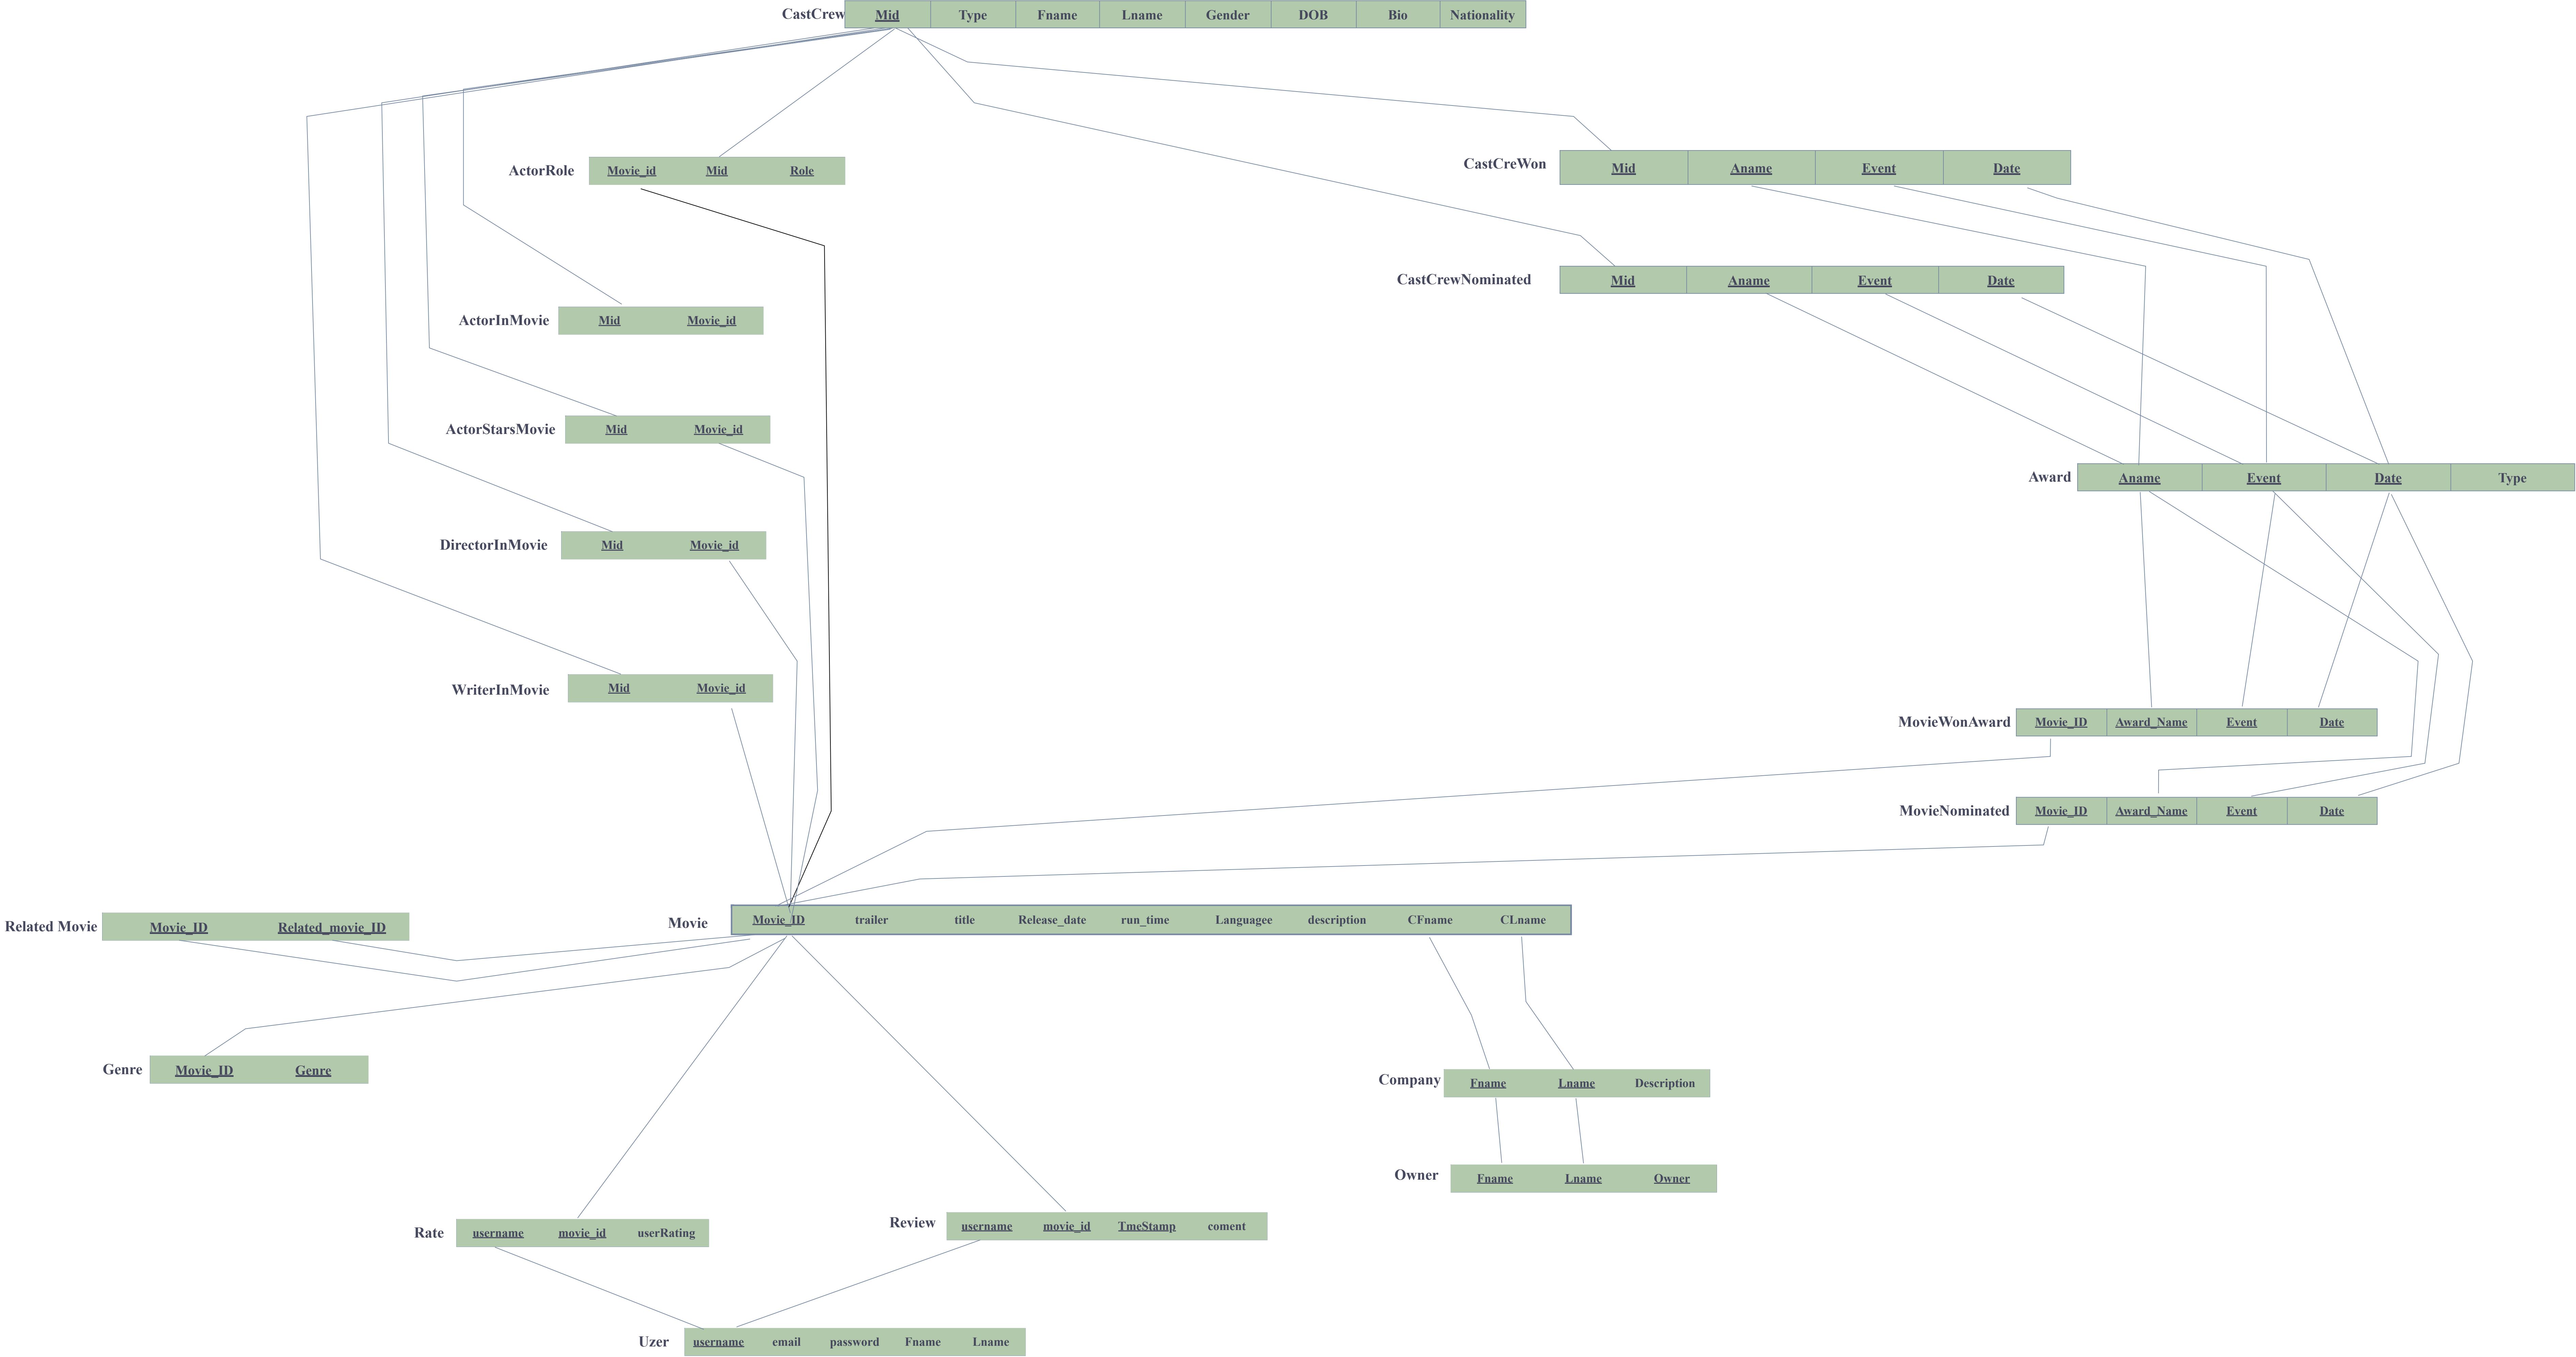 CastCrew Mid Type Fname Lname Gender DOB Bio Nationality
CastCreWon Mid Aname Event Date
ActorRole Movie_id Mid Role
CastCrewNominated Mid Aname Event Date
ActorInMovie Mid Movie_id
ActorStarsMovie Mid Movie_id
Award Aname Event Date Type
DirectorInMovie Mid Movie_id
WriterInMovie Mid Movie_id
MovieWonAward Movie_ID Award_Name Event Date
MovieNominated Movie_ID Award_Name Event Date
Related Movie Movie_ID Related_movie_ID
Movie Movie_ID trailer title Release_date run_time Languagee description CFname CLname
Genre Movie_ID Genre
Company Fname Lname Description
Owner Fname Lname Owner
Rate username movie_id userRating
Review username movie_id TmeStamp coment
Uzer username email password Fname Lname